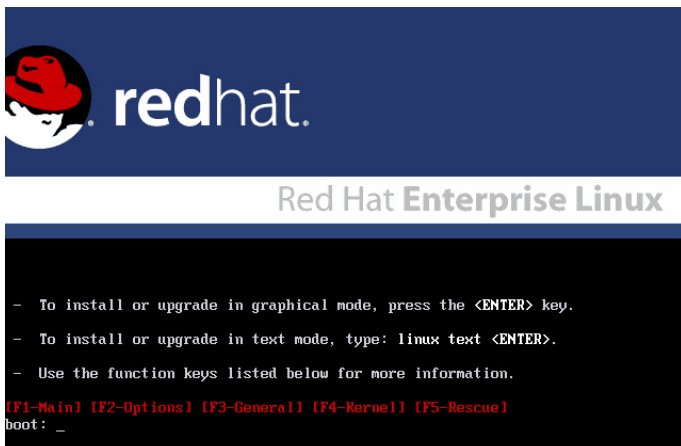 redhat.
Red Hat Enterprise Linux
- To install or upgrade in graphical mode, press the <ENTER> key.
- To install or upgrade in text mode, type: linux text <ENTER>.
- Use the function keys listed below for more information.
[F1-Main] [F2-Options] [F3-General] [F4-Kernel] [F5-Rescue]
boot: _